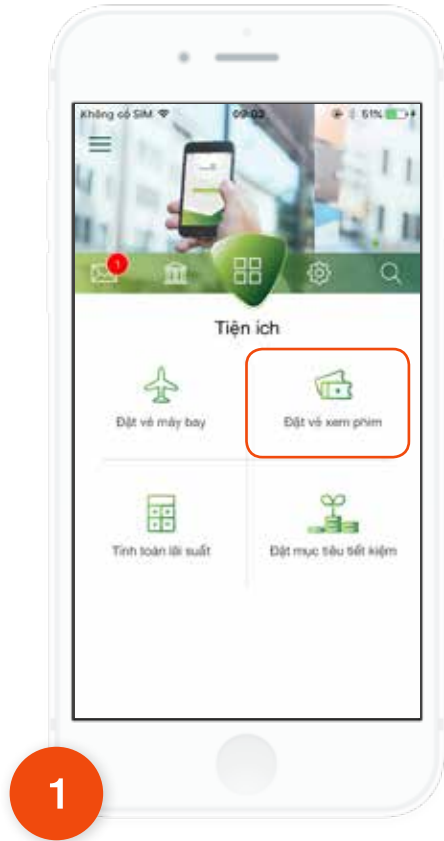 Không có SIM
09:02
51%
1
Tiện ích
Đặt vé máy bay
Đặt vé xem phim
Tính toán lãi suất
Đặt mục tiêu tiết kiệm
1